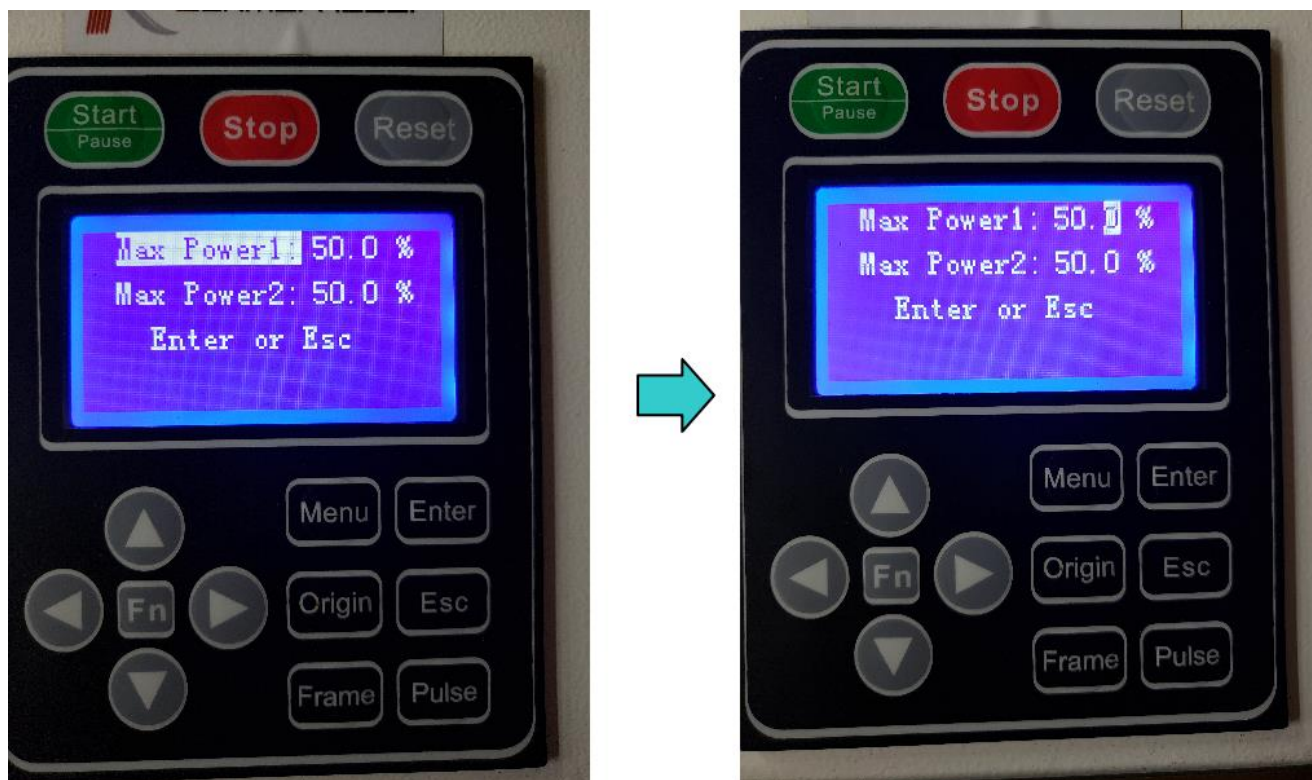 Start
Pause
Stop
Reset
Max Power1: 50.0 %
Max Power2: 50.0 %
Enter or Esc
Menu
Enter
Fn
Origin
Esc
Frame
Pulse
Start
Pause
Stop
Reset
Max Power1: 50.0 %
Max Power2: 50.0 %
Enter or Esc
Menu
Enter
Fn
Origin
Esc
Frame
Pulse